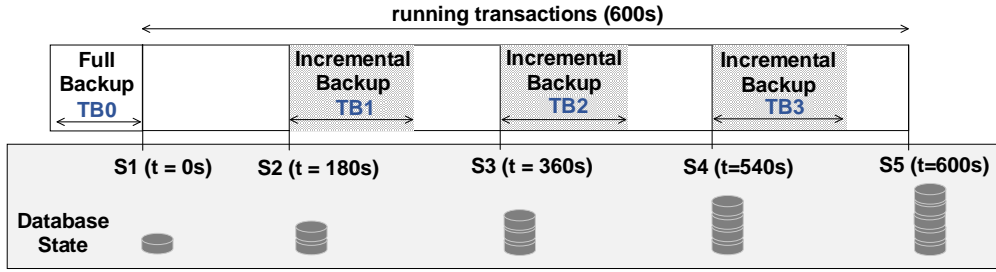 running transactions (600s)
Full
Backup
TB0
Incremental
Backup
TB1
Incremental
Backup
TB2
Incremental
Backup
TB3
S1 (t = 0s)
S2 (t = 180s)
S3 (t = 360s)
S4 (t=540s)
S5 (t=600s)
Database
State